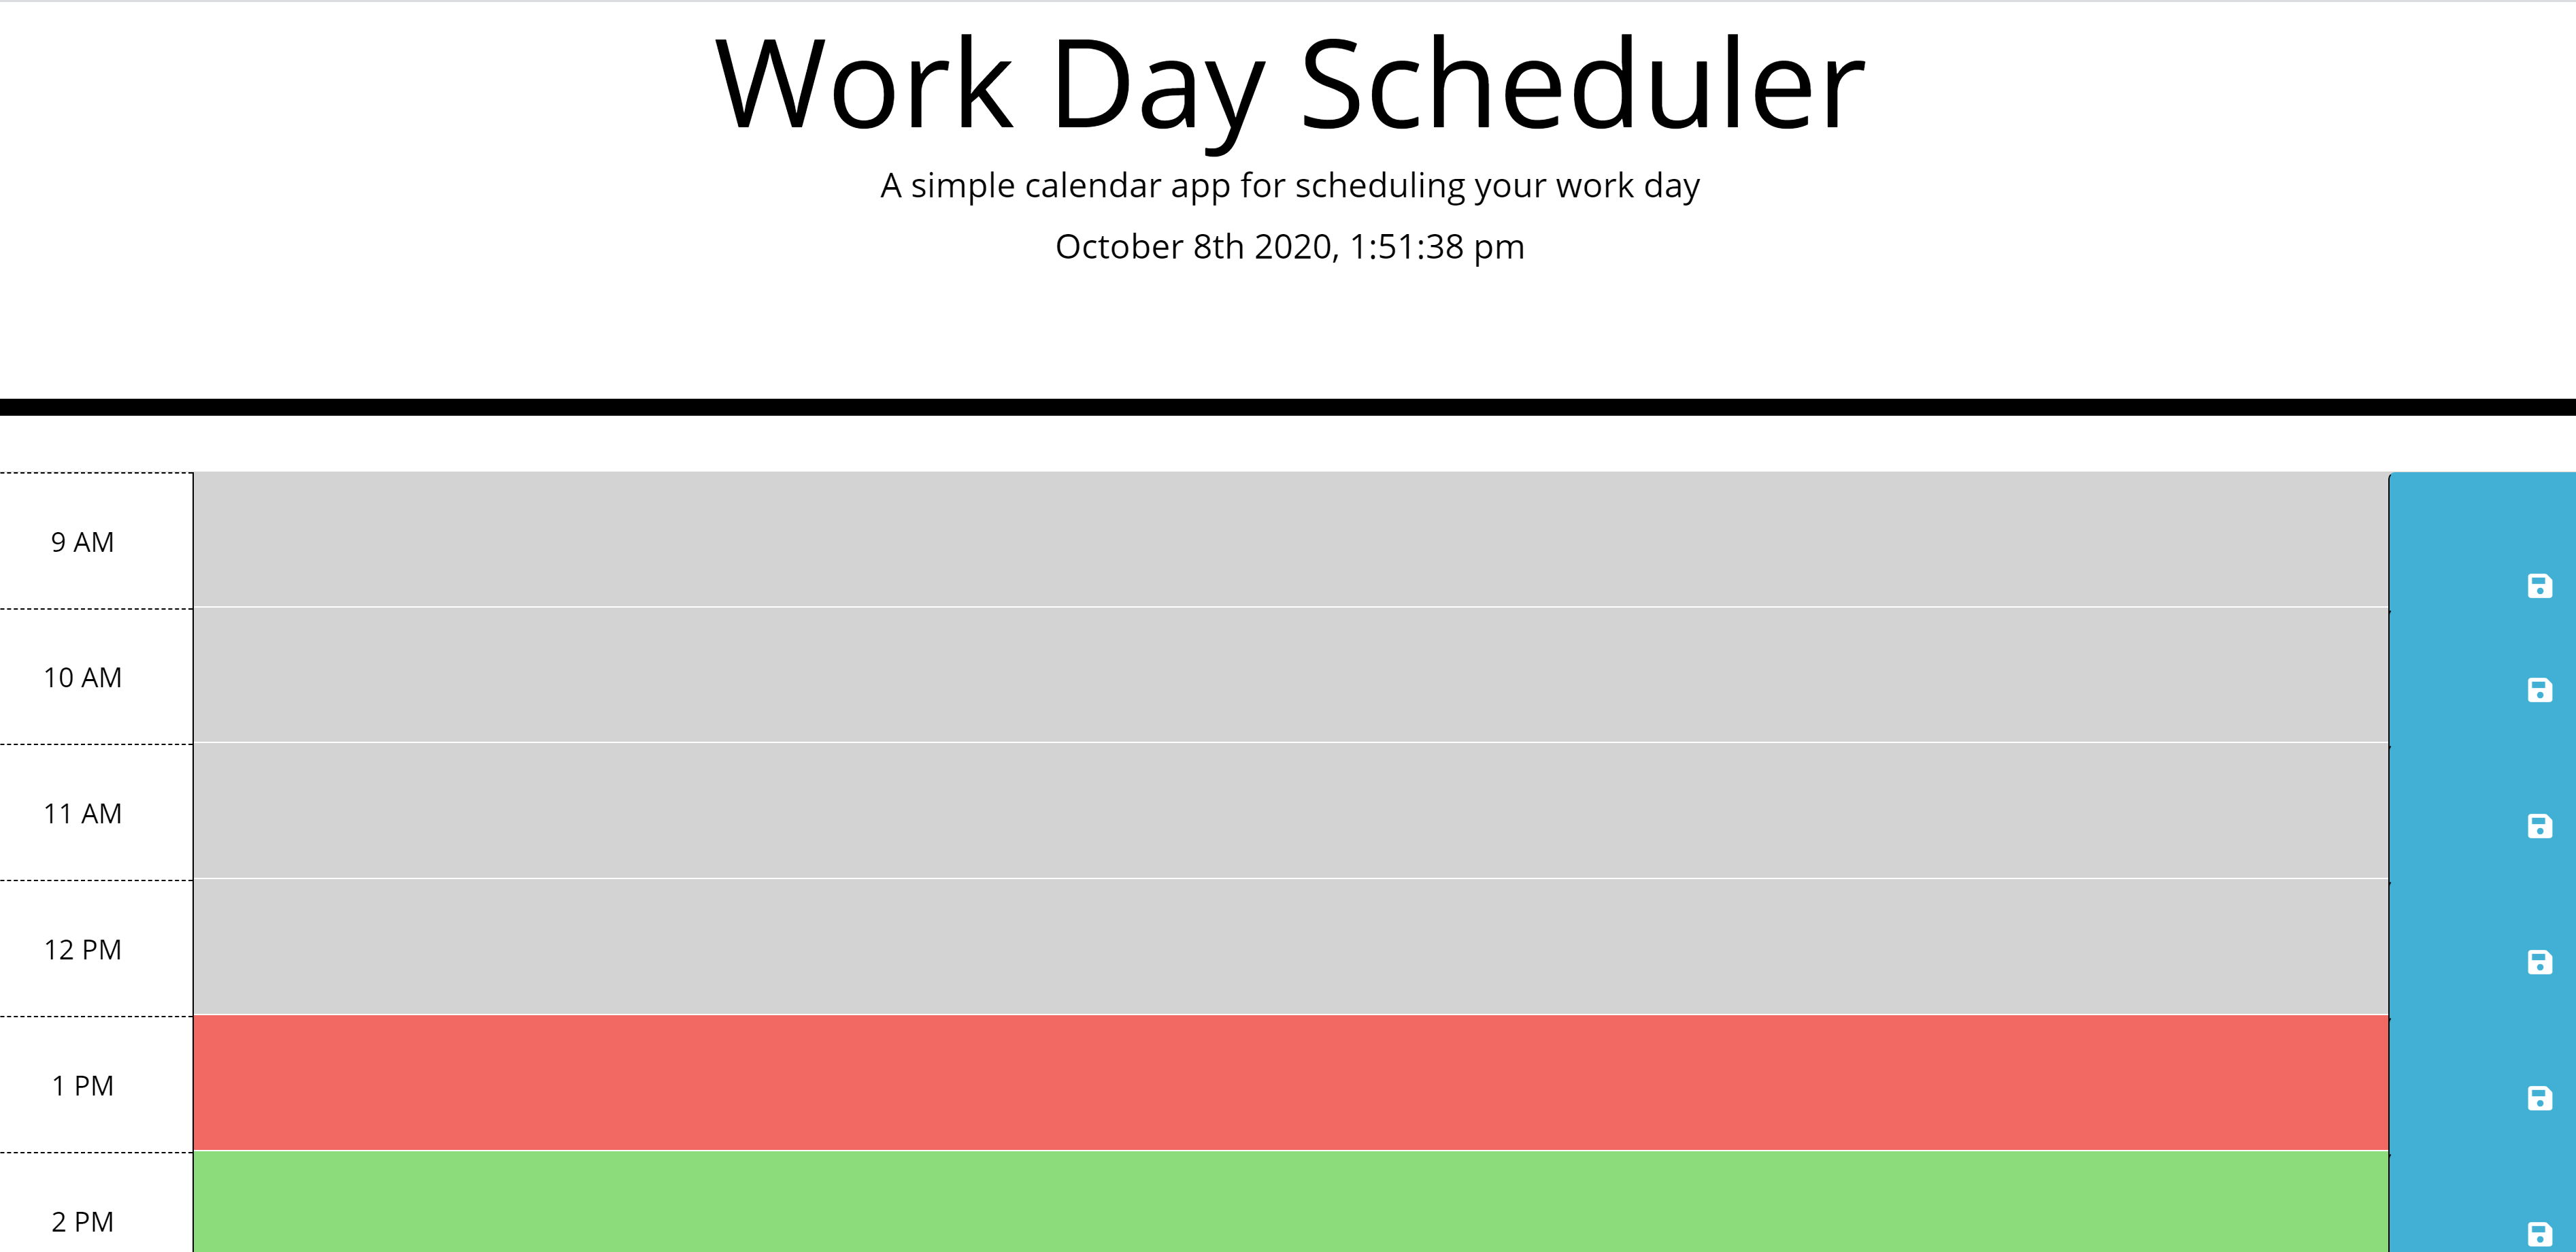 Work Day Scheduler
A simple calendar app for scheduling your work day
October 8th 2020, 1:51:38 pm
9 AM
10 AM
11 AM
12 PM
1 PM
2 PM